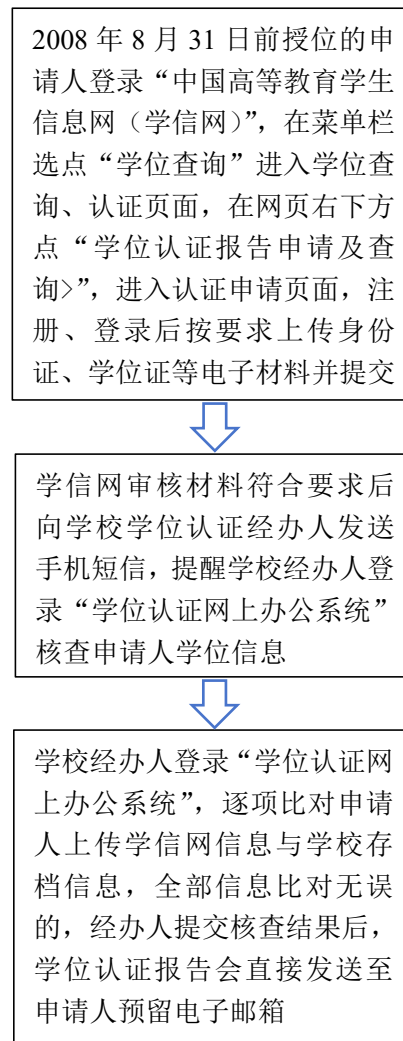 2008 年 8 月 31 日前授位的申
请人登录“中国高等教育学生
信息网（学信网）”，在菜单栏
选点“学位查询”进入学位查
询、认证页面，在网页右下方
点“学位认证报告申请及查
询>”，进入认证申请页面，注
册、登录后按要求上传身份
证、学位证等电子材料并提交
学信网审核材料符合要求后
向学校学位认证经办人发送
手机短信，提醒学校经办人登
录“学位认证网上办公系统”
核查申请人学位信息
学校经办人登录“学位认证网
上办公系统”，逐项比对申请
人上传学信网信息与学校存
档信息，全部信息比对无误
的，经办人提交核查结果后，
学位认证报告会直接发送至
申请人预留电子邮箱